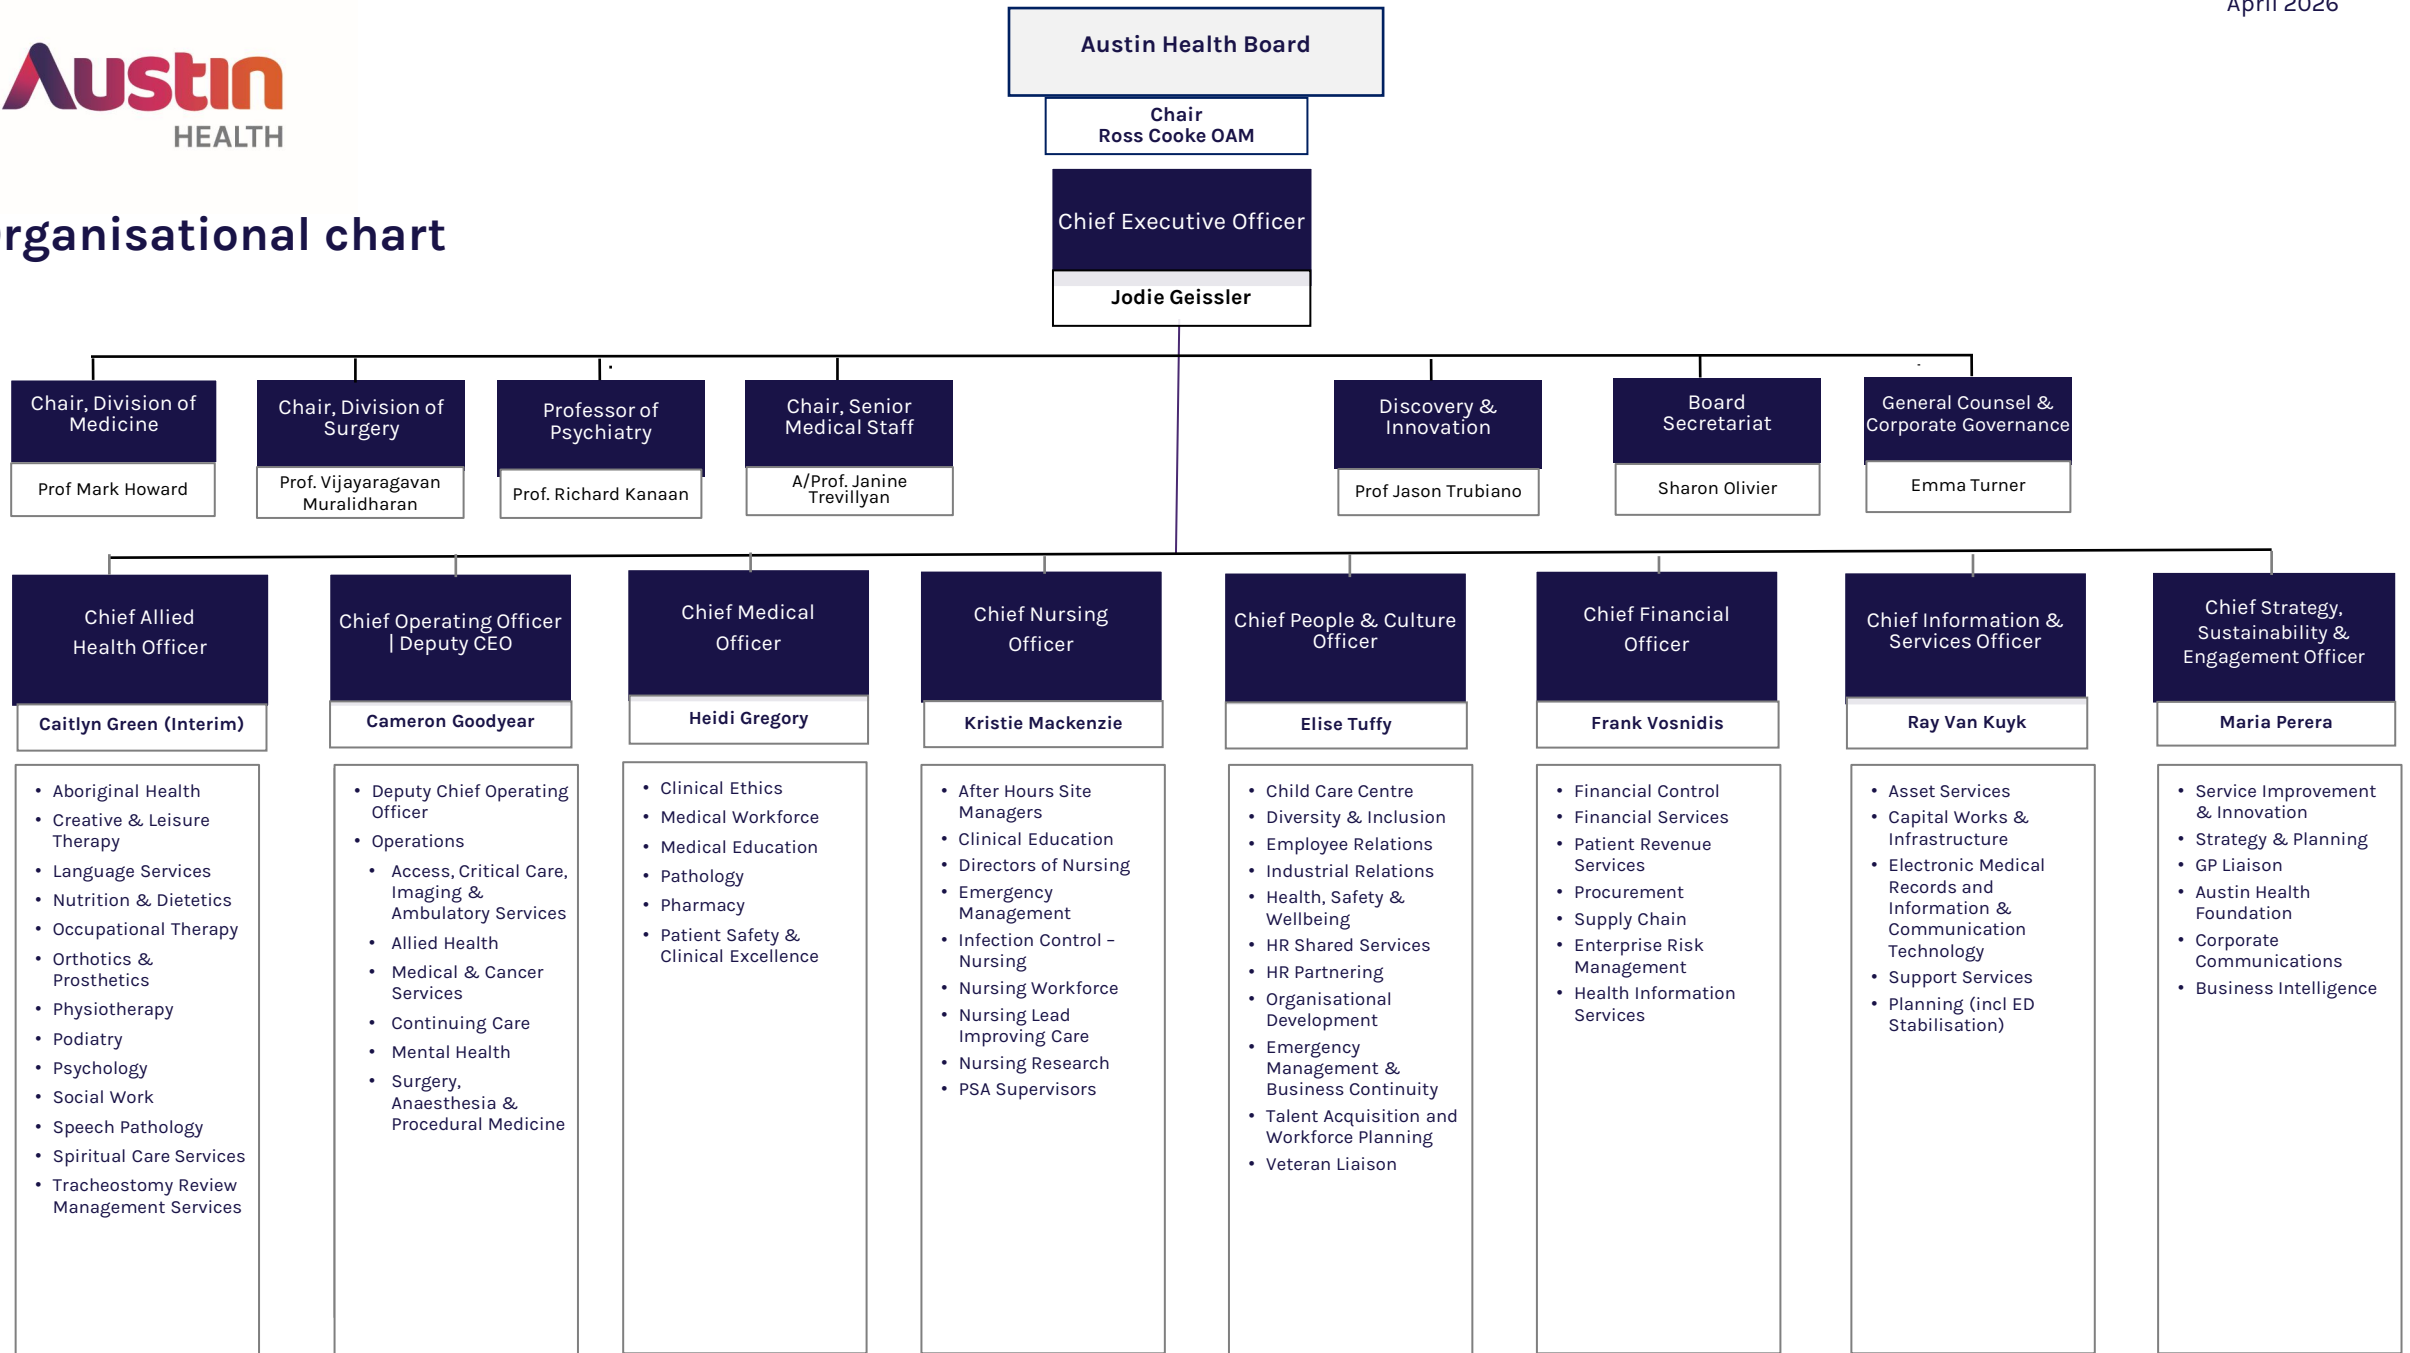 April 2026
Austin
HEALTH
rganisational chart
Austin Health Board
Chair
Ross Cooke OAM
Chief Executive Officer
Jodie Geissler
Chair, Division of
Medicine
Prof Mark Howard
Chair, Division of
Surgery
Prof. Vijayaragavan
Muralidharan
Professor of
Psychiatry
Prof. Richard Kanaan
Chair, Senior
Medical Staff
A/Prof. Janine
Trevillyan
Discovery &
Innovation
Prof Jason Trubiano
Board
Secretariat
Sharon Olivier
General Counsel &
Corporate Governance
Emma Turner
Chief Allied
Health Officer
Caitlyn Green (Interim)
• Aboriginal Health
• Creative & Leisure
Therapy
• Language Services
• Nutrition & Dietetics
• Occupational Therapy
• Orthotics &
Prosthetics
• Physiotherapy
• Podiatry
• Psychology
• Social Work
• Speech Pathology
• Spiritual Care Services
• Tracheostomy Review
Management Services
Chief Operating Officer
| Deputy CEO
Cameron Goodyear
• Deputy Chief Operating
Officer
• Operations
• Access, Critical Care,
Imaging &
Ambulatory Services
• Allied Health
• Medical & Cancer
Services
• Continuing Care
• Mental Health
• Surgery,
Anaesthesia &
Procedural Medicine
Chief Medical
Officer
Heidi Gregory
• Clinical Ethics
• Medical Workforce
• Medical Education
• Pathology
• Pharmacy
• Patient Safety &
Clinical Excellence
Chief Nursing
Officer
Kristie Mackenzie
• After Hours Site
Managers
• Clinical Education
• Directors of Nursing
• Emergency
Management
• Infection Control –
Nursing
• Nursing Workforce
• Nursing Lead
Improving Care
• Nursing Research
• PSA Supervisors
Chief People & Culture
Officer
Elise Tuffy
• Child Care Centre
• Diversity & Inclusion
• Employee Relations
• Industrial Relations
• Health, Safety &
Wellbeing
• HR Shared Services
• HR Partnering
• Organisational
Development
• Emergency
Management &
Business Continuity
• Talent Acquisition and
Workforce Planning
• Veteran Liaison
Chief Financial
Officer
Frank Vosnidis
• Financial Control
• Financial Services
• Patient Revenue
Services
• Procurement
• Supply Chain
• Enterprise Risk
Management
• Health Information
Services
Chief Information &
Services Officer
Ray Van Kuyk
• Asset Services
• Capital Works &
Infrastructure
• Electronic Medical
Records and
Information &
Communication
Technology
• Support Services
• Planning (incl ED
Stabilisation)
Chief Strategy,
Sustainability &
Engagement Officer
Maria Perera
• Service Improvement
& Innovation
• Strategy & Planning
• GP Liaison
• Austin Health
Foundation
• Corporate
Communications
• Business Intelligence